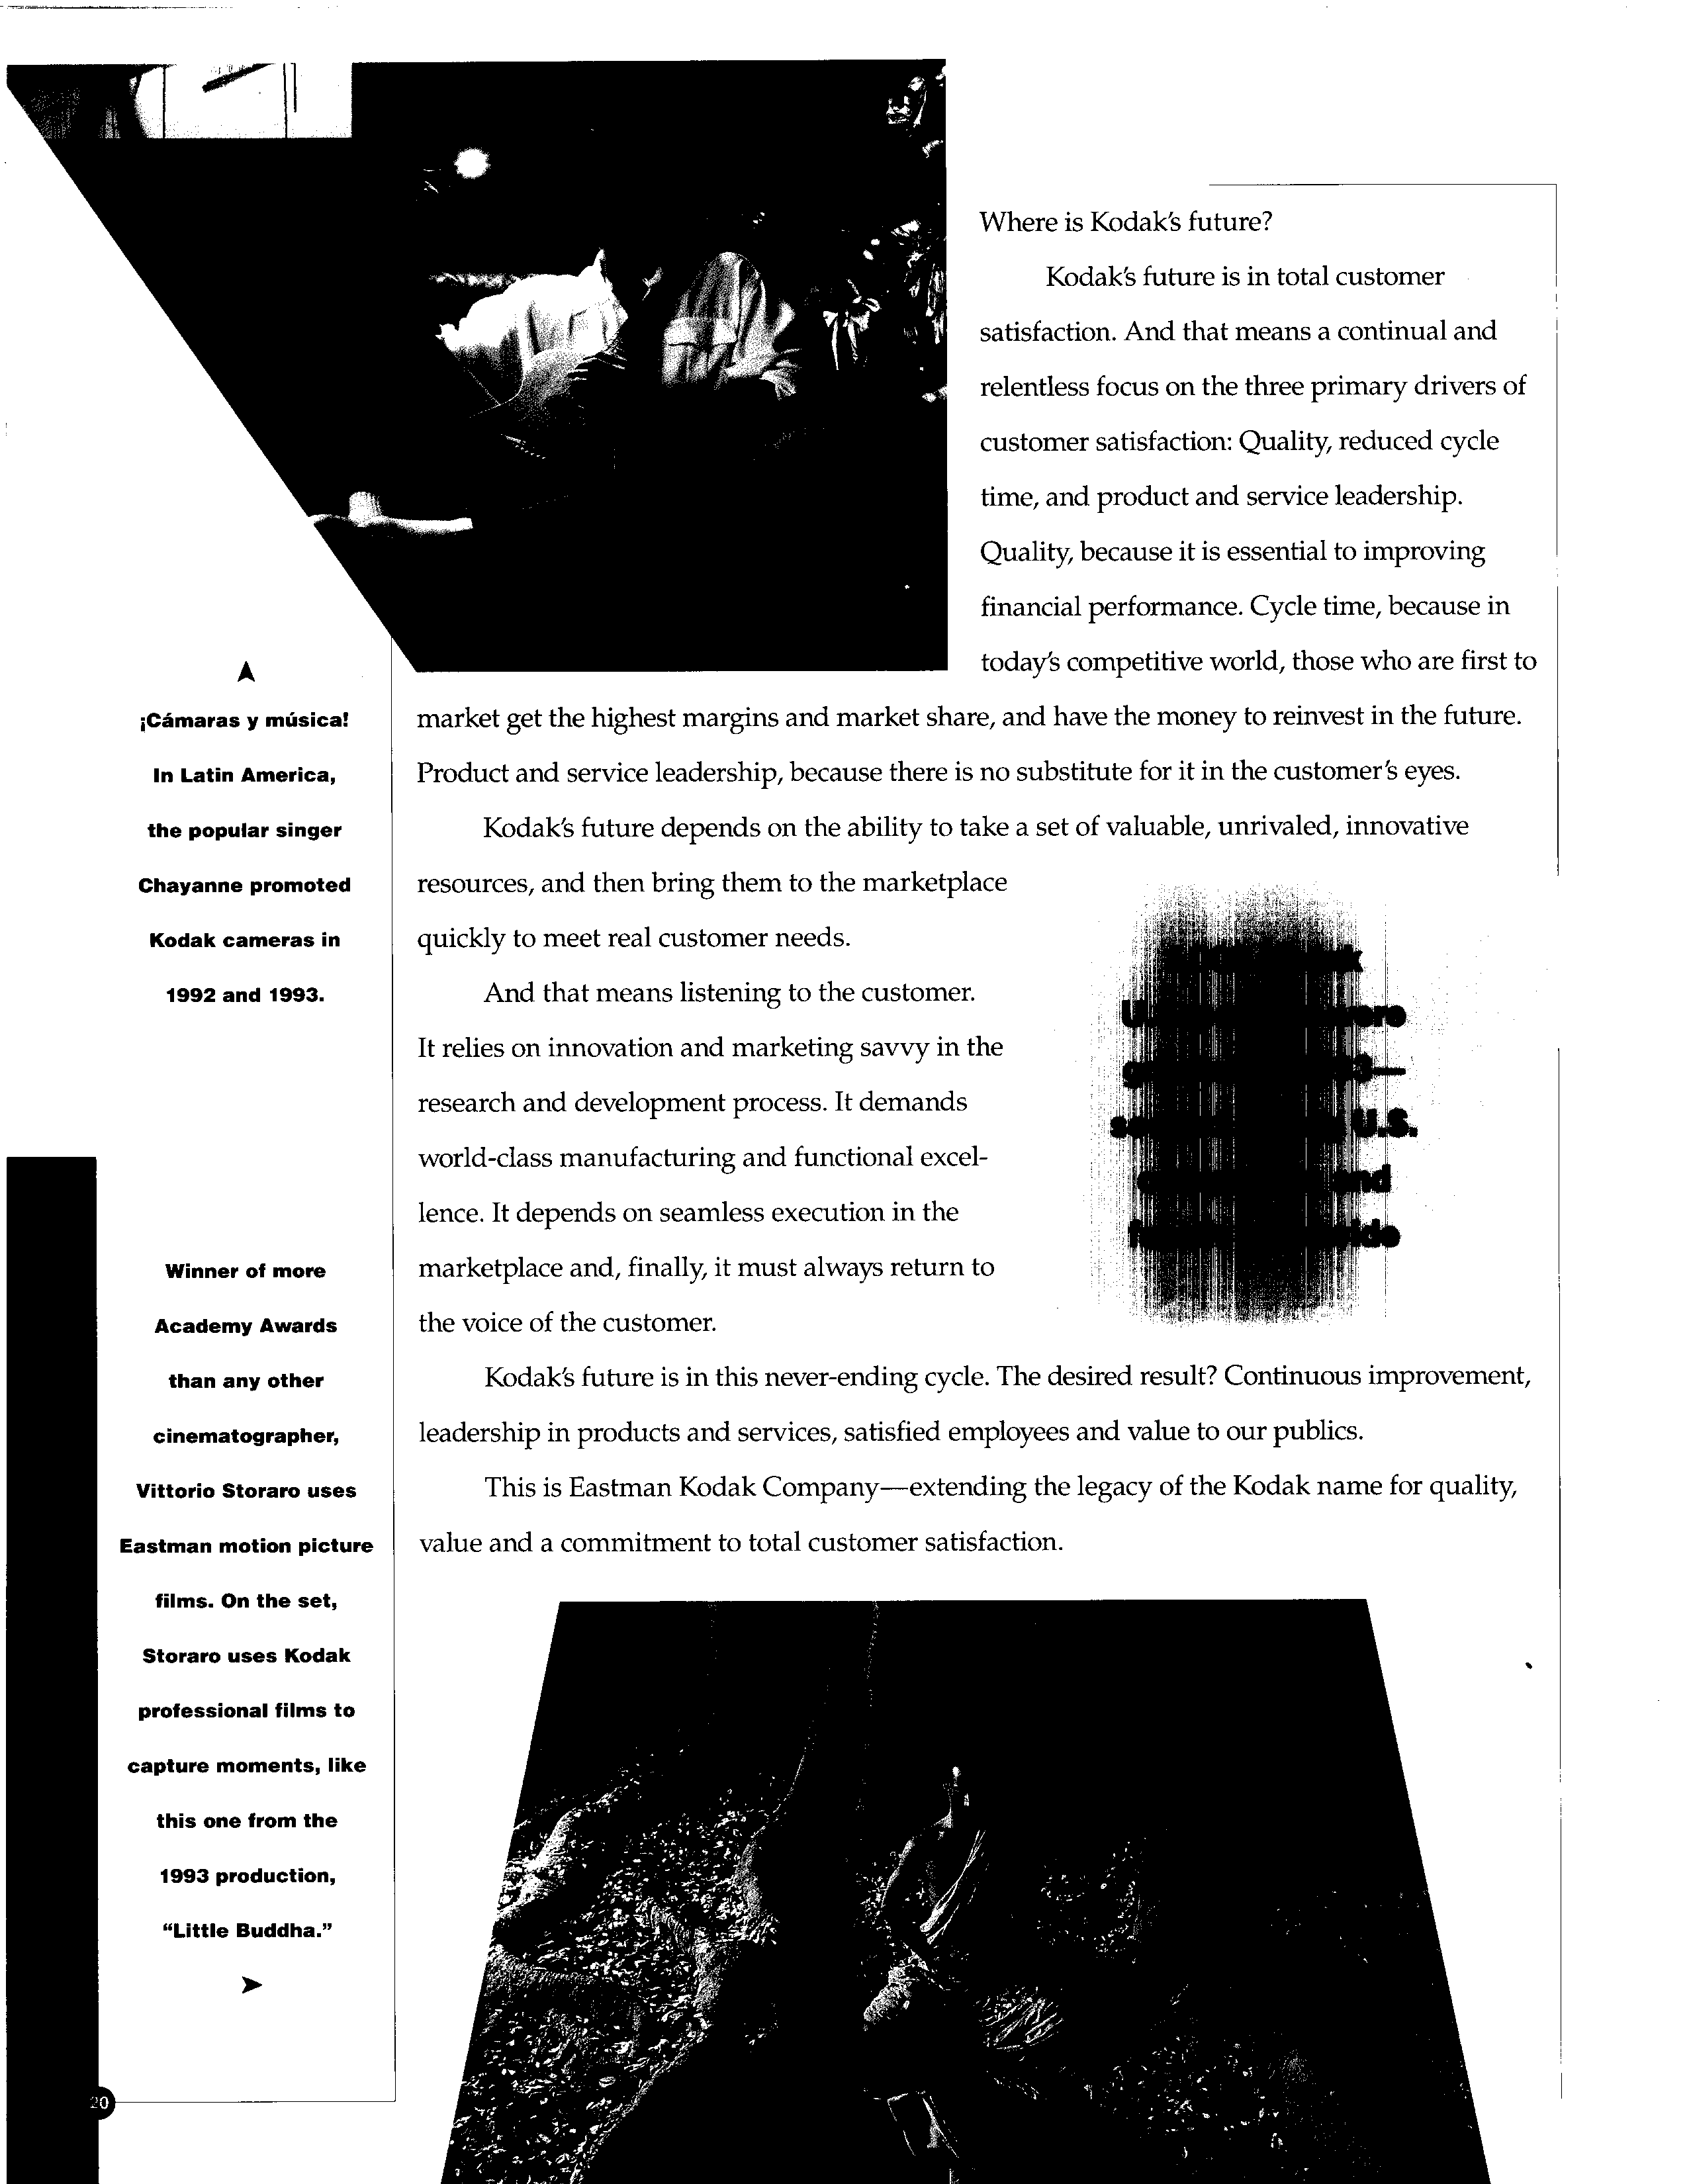 Where is Kodak's future?
Kodak's future is in total customer
satisfaction. And that means a continual and
relentless focus on the three primary drivers of
customer satisfaction: Quality, reduced cycle
time, and product and service leadership.
Quality, because it is essential to improving
financial performance. Cycle time, because in
today's competitive world, those who are first to
market get the highest margins and market share, and have the money to reinvest in the future.
Product and service leadership, because there is no substitute for it in the customer's eyes.
Kodak's future depends on the ability to take a set of valuable, unrivaled, innovative
resources, and then bring them to the marketplace
quickly to meet real customer needs.
And that means listening to the customer.
It relies on innovation and marketing savvy in the
research and development process. It demands
world-class manufacturing and functional excel-
lence. It depends on seamless execution in the
marketplace and, finally, it must always return to
the voice of the customer.
Kodak's future is in this never-ending cycle. The desired result? Continuous improvement,
leadership in products and services, satisfied employees and value to our publics.
This is Eastman Kodak Company—extending the legacy of the Kodak name for quality,
value and a commitment to total customer satisfaction.
¡Cámaras y música!
In Latin America,
the popular singer
Chayanne promoted
Kodak cameras in
1992 and 1993.
Winner of more
Academy Awards
than any other
cinematographer,
Vittorio Storaro uses
Eastman motion picture
films. On the set,
Storaro uses Kodak
professional films to
capture moments, like
this one from the
1993 production,
“Little Buddha.”
U.S.
20